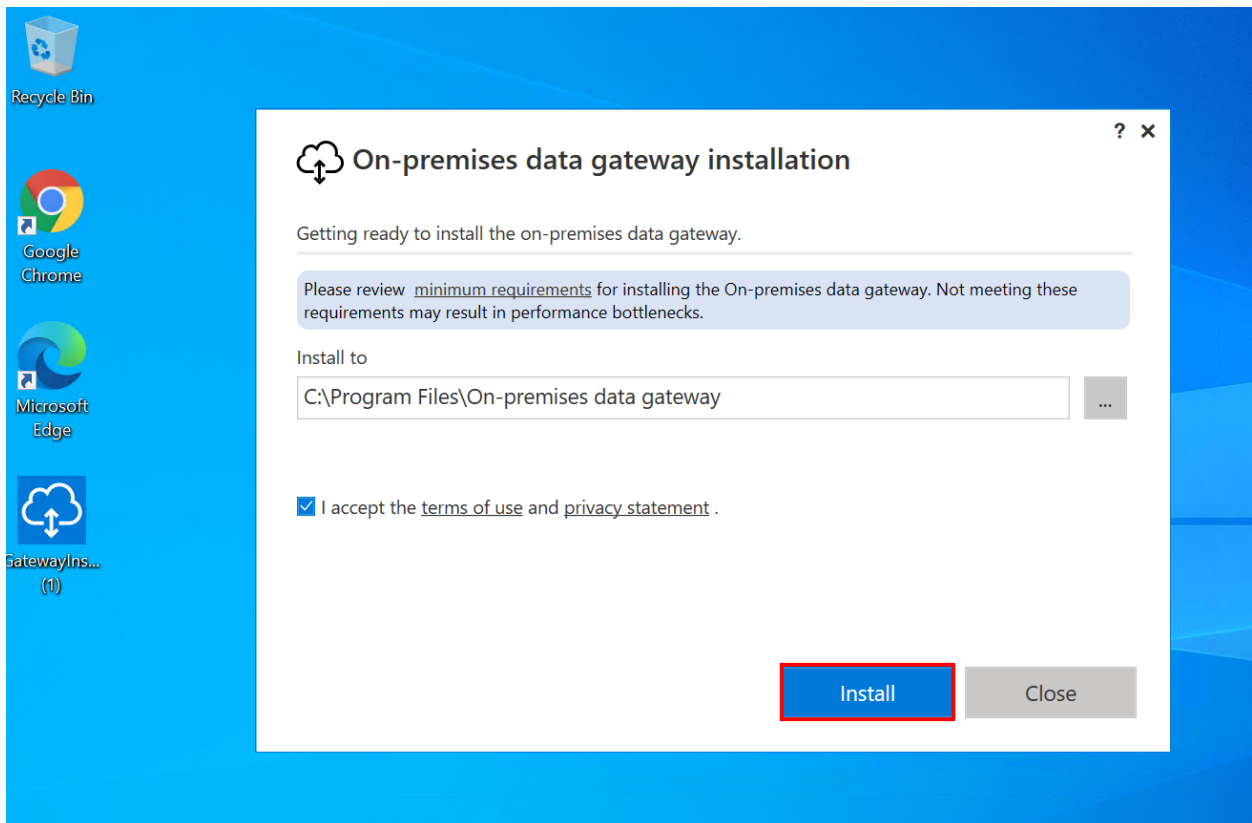 Recycle Bin
Google
Chrome
Microsoft
Edge
GatewayIns...
(1)
? ×
On-premises data gateway installation
Getting ready to install the on-premises data gateway.
Please review minimum requirements for installing the On-premises data gateway. Not meeting these
requirements may result in performance bottlenecks.
Install to
C:\Program Files\On-premises data gateway
...
I accept the terms of use and privacy statement .
Install
Close